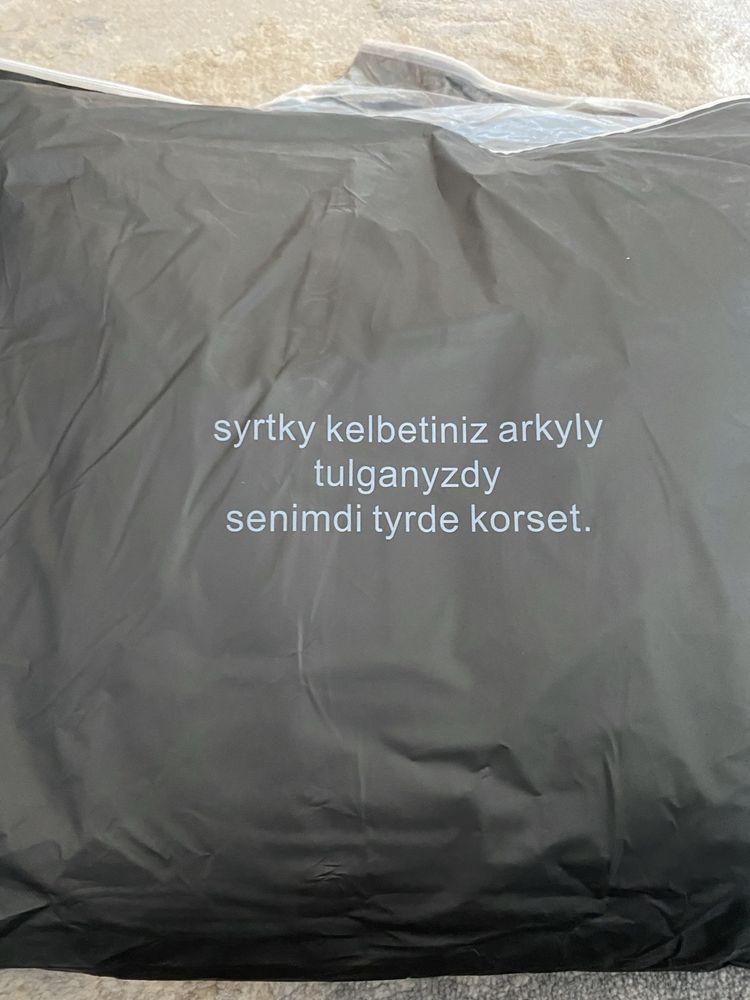 syrtky kelbetiniz arkyly
tulganyzdy
senimdi tyrde korset.